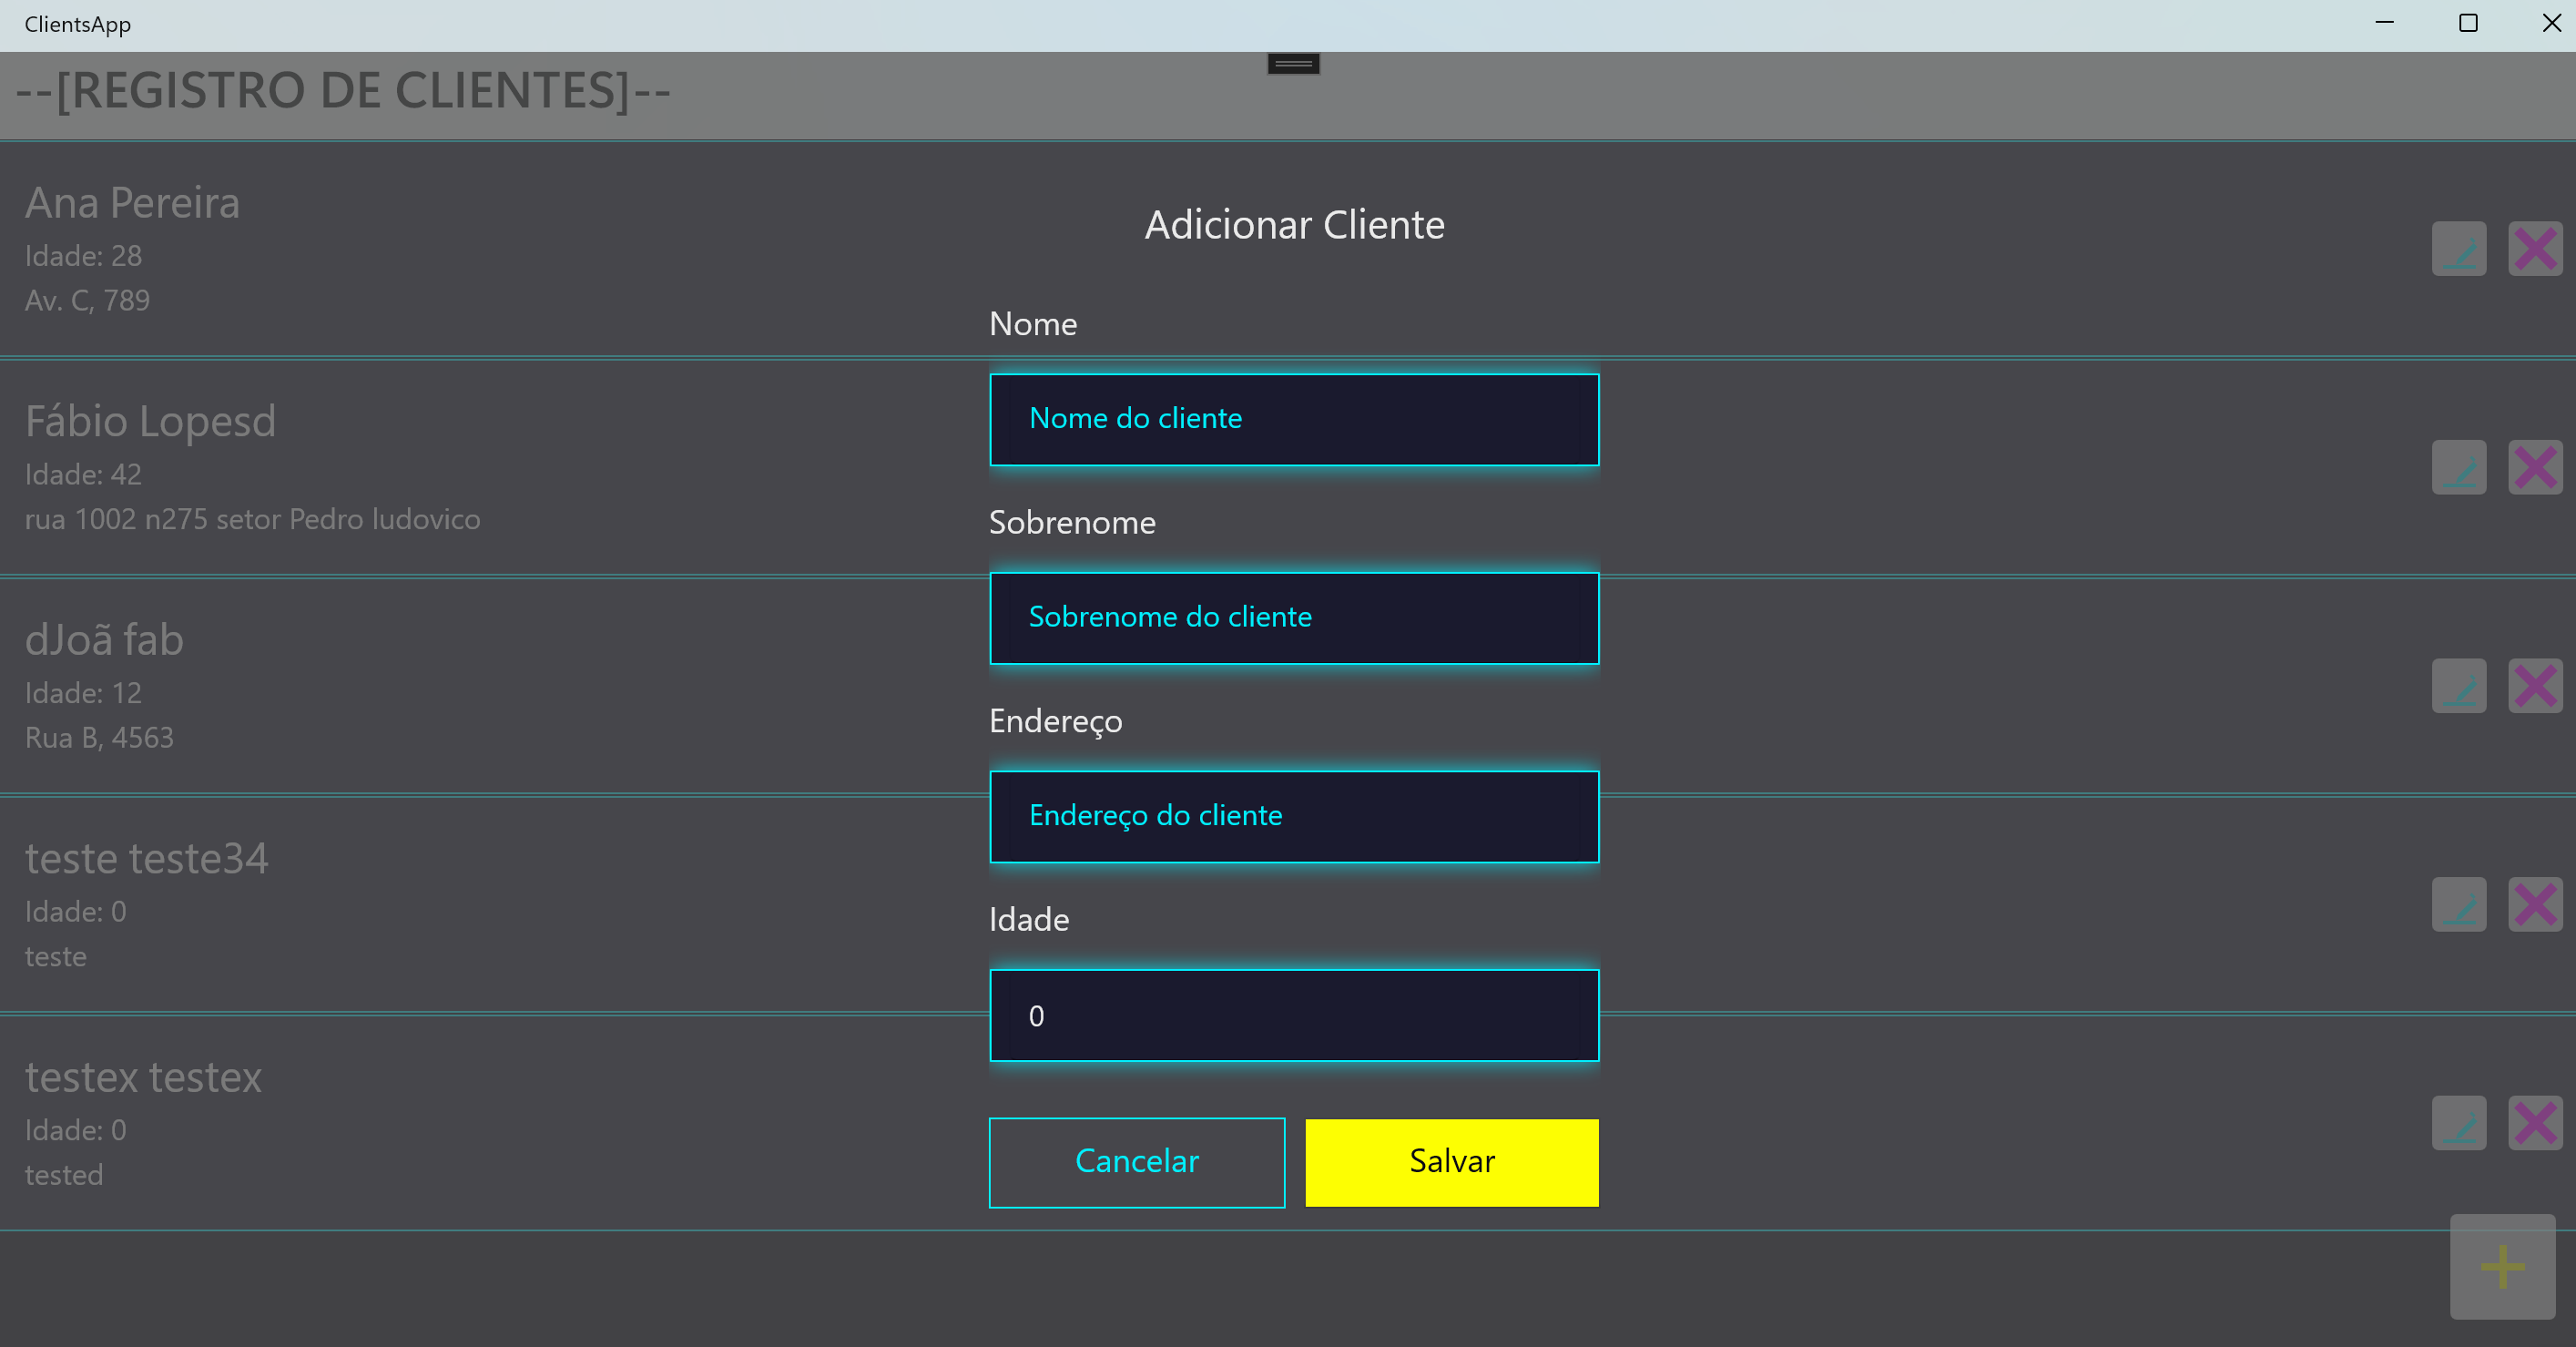 ClientsApp
--[REGISTRO DE CLIENTES]--
Ana Pereira
Idade: 28
Av. C, 789
Fábio Lopesd
Idade: 42
rua 1002 n275 setor Pedro ludovico
dJoã fab
Idade: 12
Rua B, 4563
teste teste34
Idade: 0
teste
testex testex
Idade: 0
tested
Adicionar Cliente
Nome
Nome do cliente
Sobrenome
Sobrenome do cliente
Endereço
Endereço do cliente
Idade
0
Cancelar
Salvar